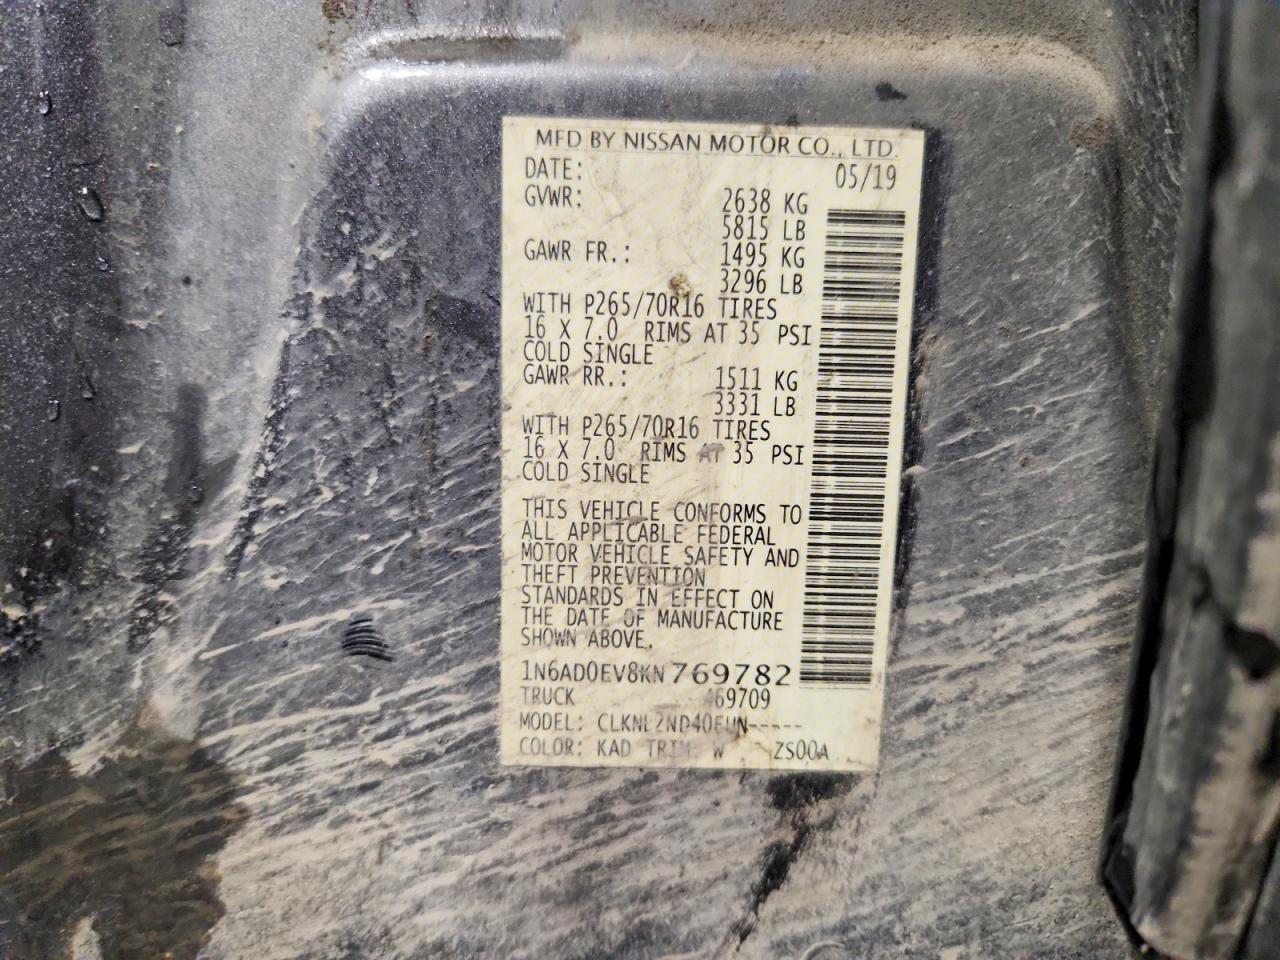 MFD BY NISSAN MOTOR CO., LTD.
DATE: 05/19
GVWR: 2638 KG
5815 LB
GAWR FR.: 1495 KG
3296 LB
WITH P265/70R16 TIRES
16 X 7.0 RIMS AT 35 PSI
COLD SINGLE
GAWR RR.: 1511 KG
3331 LB
WITH P265/70R16 TIRES
16 X 7.0 RIMS AT 35 PSI
COLD SINGLE
THIS VEHICLE CONFORMS TO
ALL APPLICABLE FEDERAL
MOTOR VEHICLE SAFETY AND
THEFT PREVENTION
STANDARDS IN EFFECT ON
THE DATE OF MANUFACTURE
SHOWN ABOVE.
1N6AD0EV8KN769782
TRUCK
MODEL:
COLOR: KAD TRIM: ZS00A